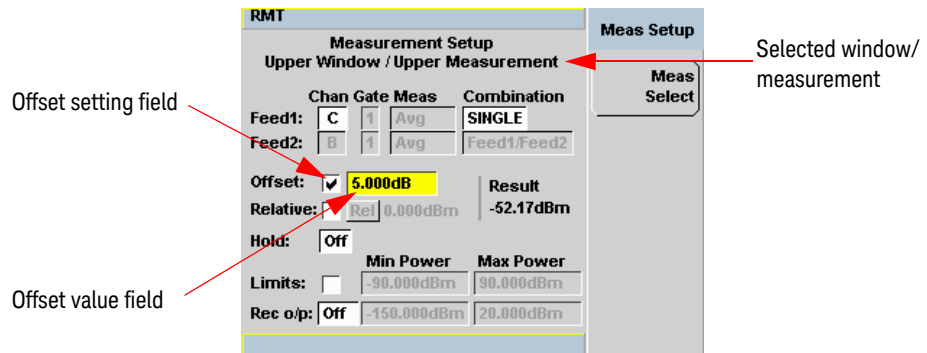 RMT
Meas Setup
Measurement Setup
Upper Window / Upper Measurement
Selected window/
measurement
Meas
Select
Offset setting field
Chan Gate Meas Combination
Feed1: C 1 Avg SINGLE
Feed2: B 1 Avg Feed1/Feed2
Offset: 5.000dB
Result
Relative: Rel 0.000dBm
-52.17dBm
Hold: Off
Min Power Max Power
Limits: -90.000dBm 90.000dBm
Offset value field
Rec o/p: Off -150.000dBm 20.000dBm